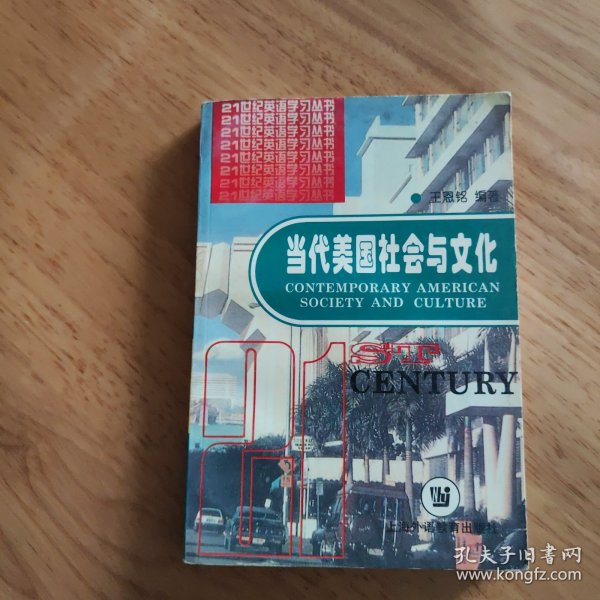 21世纪英语学习丛书
21世纪英语学习丛书
21世纪英语学习丛书
21世纪英语学习丛书
21世纪英语学习丛书
21世纪英语学习丛书
21世纪英语学习丛书
21世纪英语学习丛书
王恩铭 编著
当代美国社会与文化
CONTEMPORARY AMERICAN
SOCIETY AND CULTURE
21ST
CENTURY
上海外语教育出版社
孔夫子旧书网
www.kongfz.com